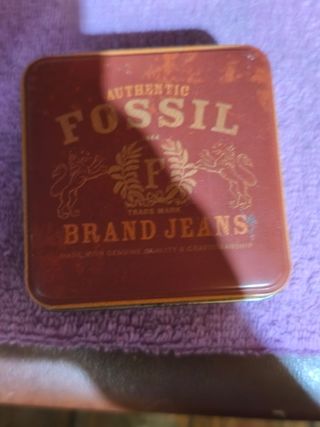 AUTHENTIC
FOSSIL
F
TRADE MARK
BRAND JEANS
MADE WITH GENUINE QUALITY & CRAFTSMANSHIP